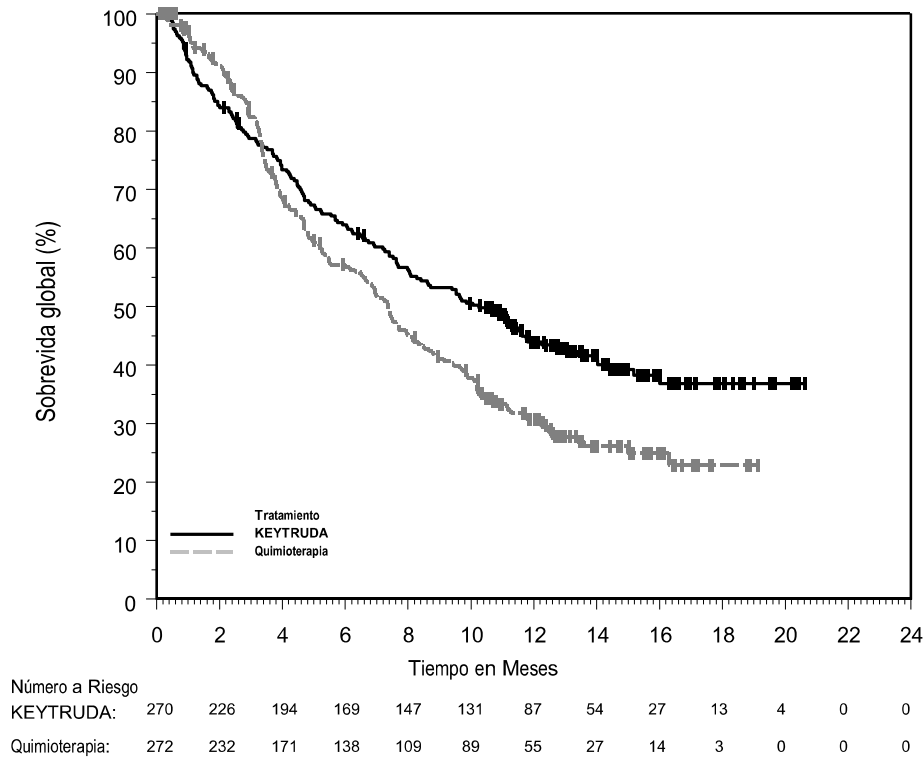 100
90
80
70
60
50
40
30
20
10
0
Sobrevida global (%)
Tratamiento
KEYTRUDA
Quimioterapia
0 2 4 6 8 10 12 14 16 18 20 22 24
Tiempo en Meses
Número a Riesgo
KEYTRUDA: 270 226 194 169 147 131 87 54 27 13 4 0 0
Quimioterapia: 272 232 171 138 109 89 55 27 14 3 0 0 0